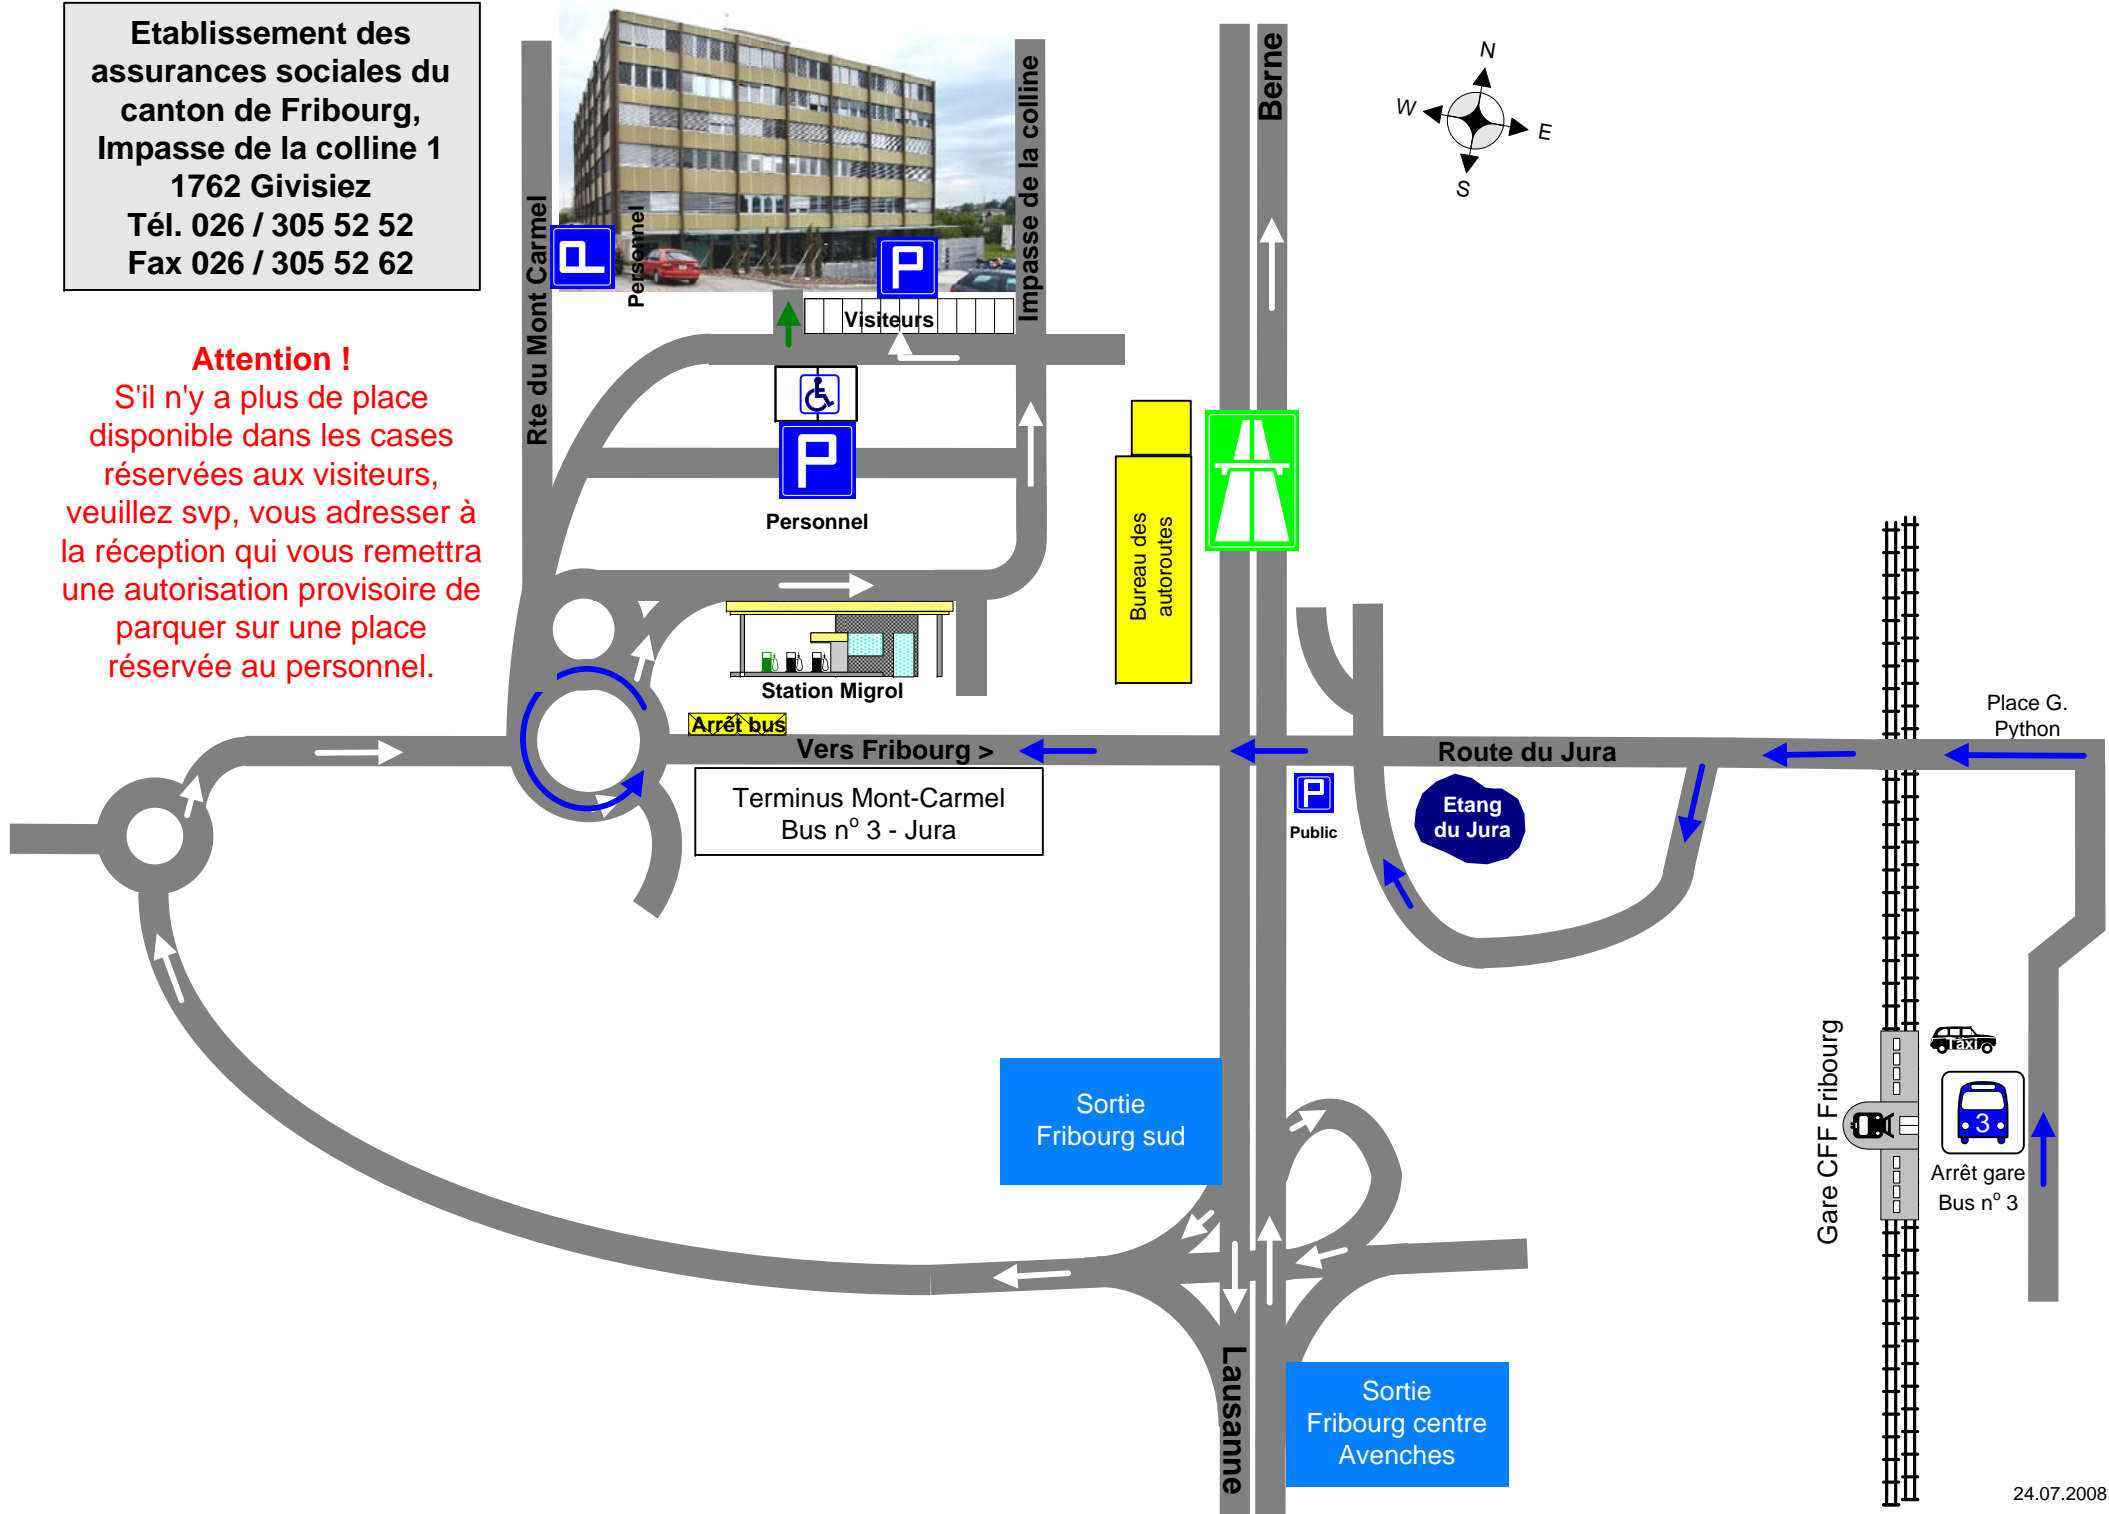 Etablissement des
assurances sociales du
canton de Fribourg,
Impasse de la colline 1
1762 Givisiez
Tél. 026 / 305 52 52
Fax 026 / 305 52 62
Attention !
S'il n'y a plus de place
disponible dans les cases
réservées aux visiteurs,
veuillez svp, vous adresser à
la réception qui vous remettra
une autorisation provisoire de
parquer sur une place
réservée au personnel.
Rte du Mont Carmel
P
Personnel
P
Visiteurs
Impasse de la colline
Berne
N
W
E
S
P
Personnel
Bureau des
autoroutes
Station Migrol
Arrêt bus
Vers Fribourg >
Route du Jura
Place G.
Python
Terminus Mont-Carmel
Bus nº 3 - Jura
P
Public
Etang
du Jura
Sortie
Fribourg sud
Gare CFF Fribourg
Taxi
3
Arrêt gare
Bus nº 3
Lausanne
Sortie
Fribourg centre
Avenches
24.07.2008